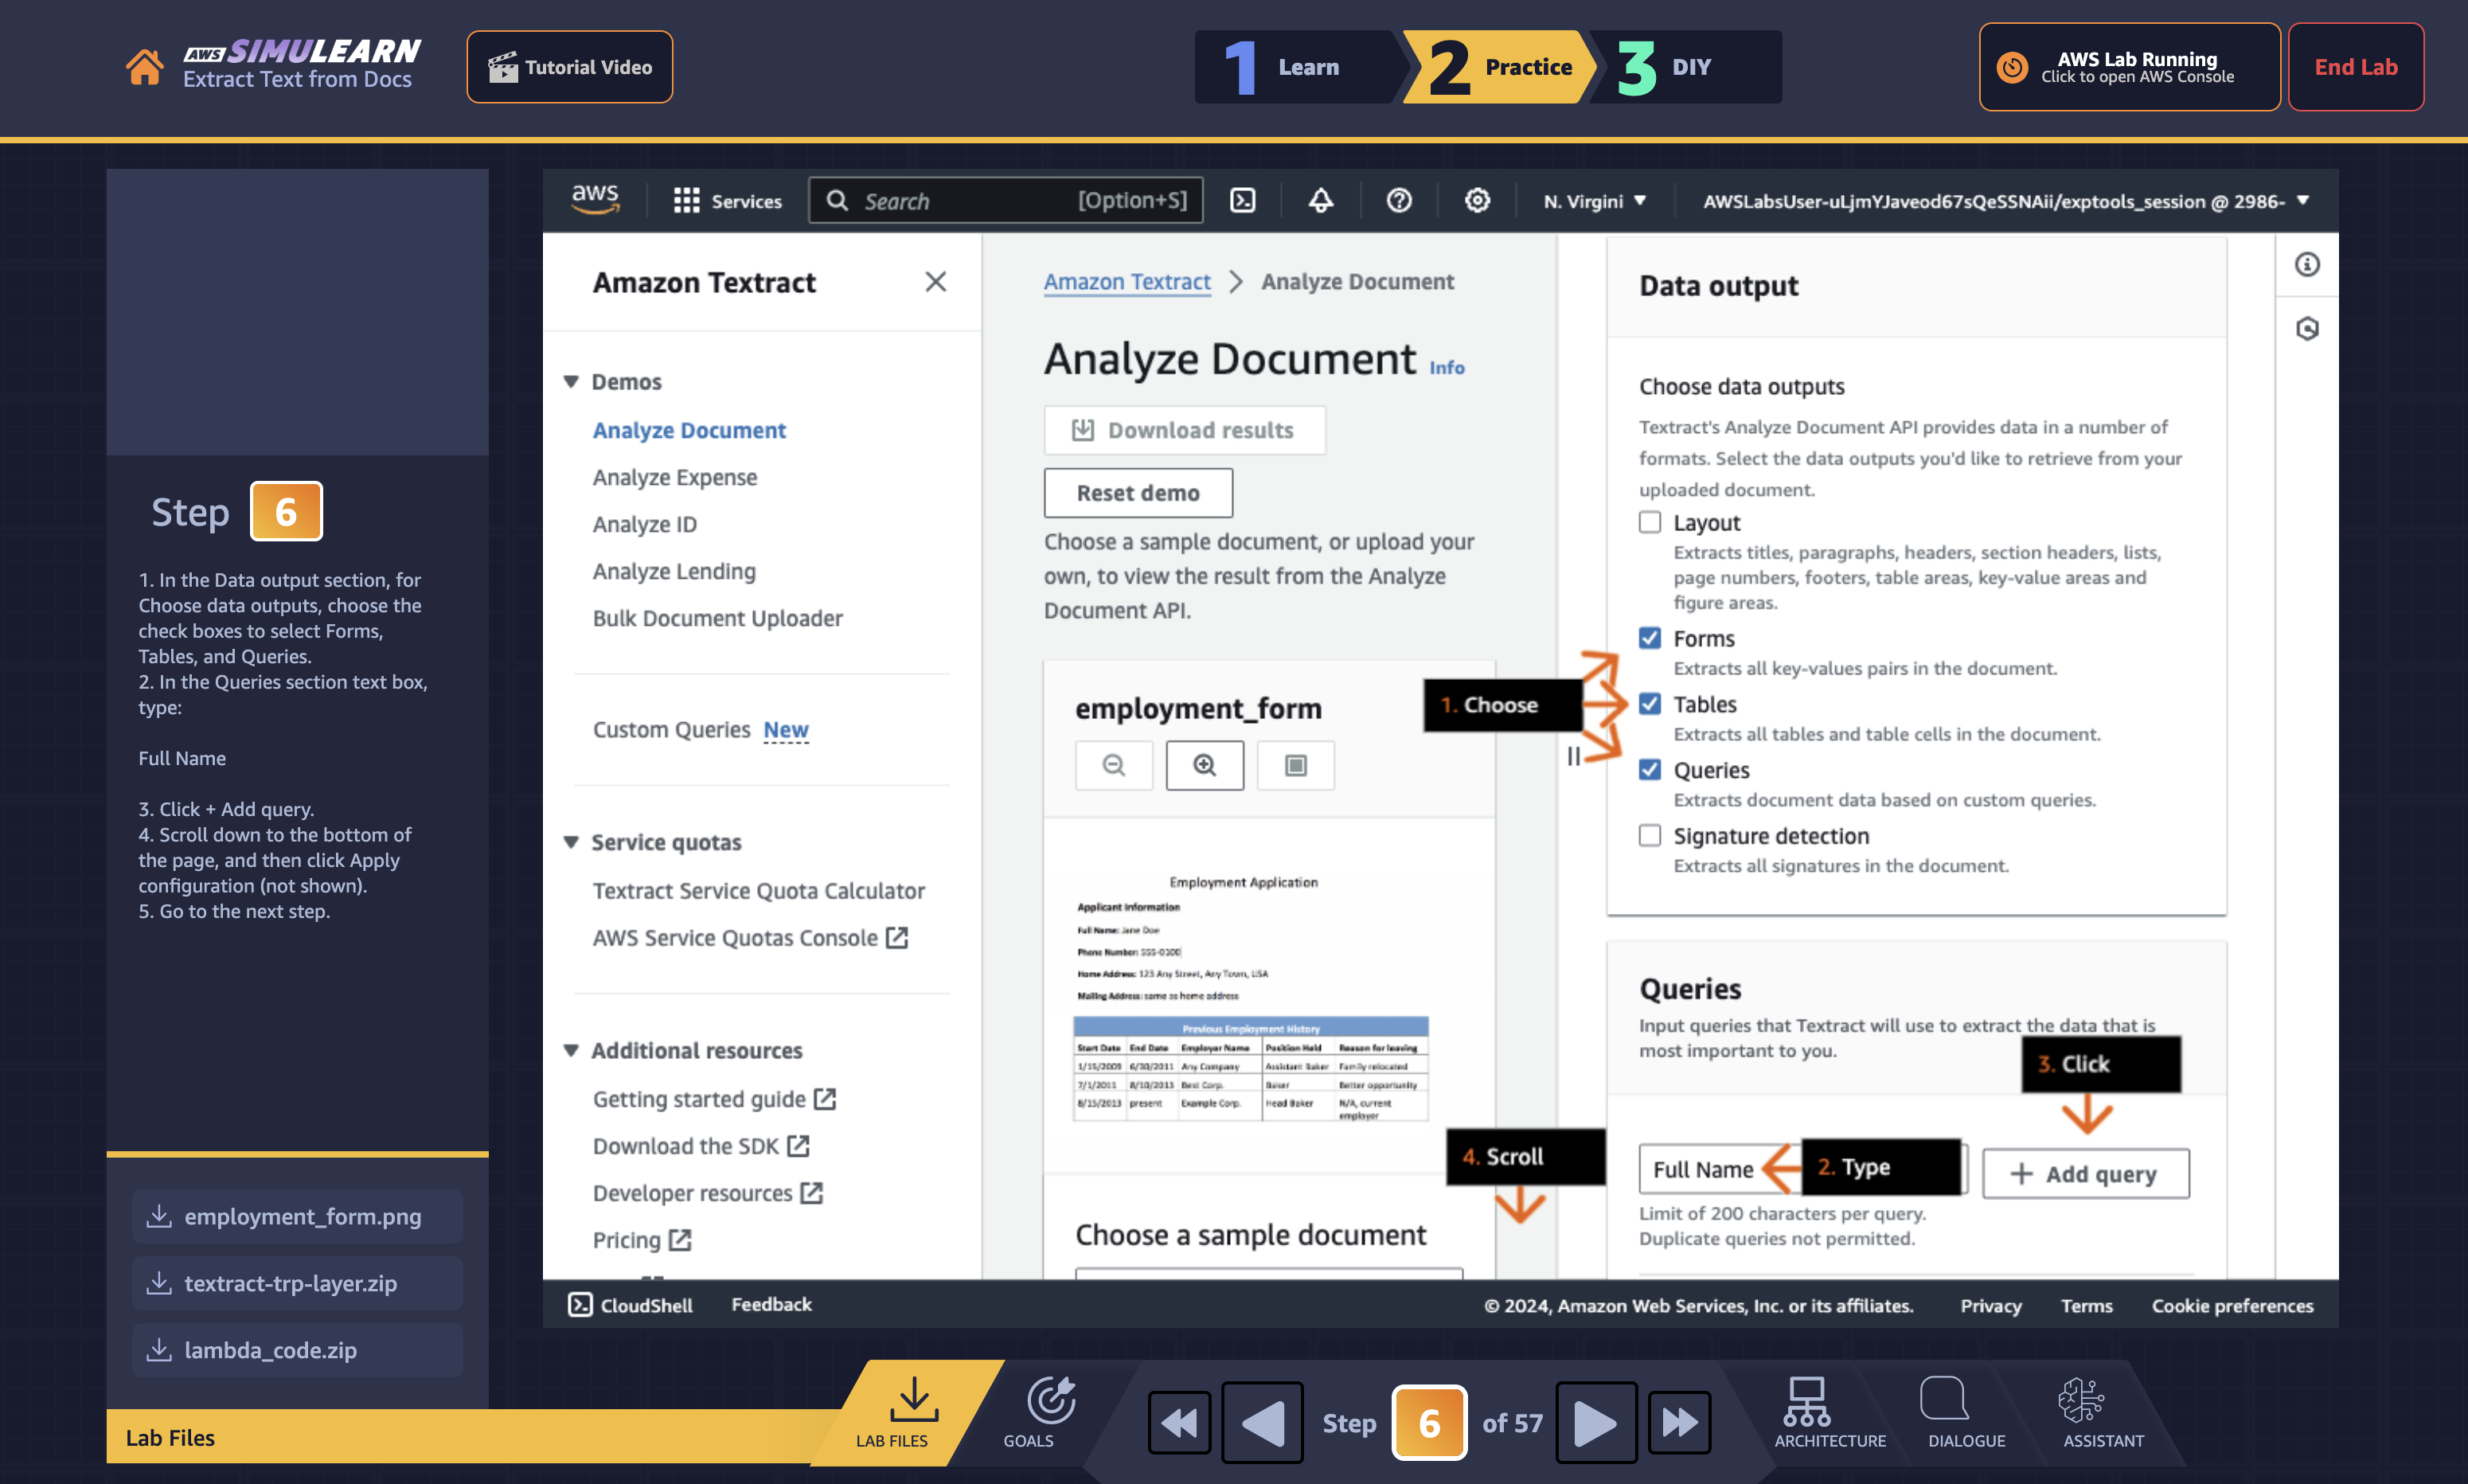 AWS SIMULEARN
Extract Text from Docs
Tutorial Video
1 Learn
2 Practice
3 DIY
AWS Lab Running
Click to open AWS Console
End Lab
Step 6
1. In the Data output section, for
Choose data outputs, choose the
check boxes to select Forms,
Tables, and Queries.
2. In the Queries section text box,
type:
Full Name
3. Click + Add query.
4. Scroll down to the bottom of
the page, and then click Apply
configuration (not shown).
5. Go to the next step.
employment_form.png
textract-trp-layer.zip
lambda_code.zip
Lab Files
aws
Services
Search
[Option+S]
N. Virgini
AWSLabsUser-uLjmYJaveod67sQeSSNAii/exptools_session @ 2986-
Amazon Textract
Demos
Analyze Document
Analyze Expense
Analyze ID
Analyze Lending
Bulk Document Uploader
Custom Queries New
Service quotas
Textract Service Quota Calculator
AWS Service Quotas Console
Additional resources
Getting started guide
Download the SDK
Developer resources
Pricing
Amazon Textract > Analyze Document
Analyze Document Info
Download results
Reset demo
Choose a sample document, or upload your
own, to view the result from the Analyze
Document API.
employment_form
Employment Application
Applicant Information
Full Name: Jane Doe
Phone Number: 555-0100
Home Address: 123 Any Street, Any Town, USA
Mailing Address: same as home address
Previous Employment History
Start Date End Date Employer Name Position Held Reason for leaving
1/15/2009 6/30/2011 Any Company Assistant Baker Family relocated
7/1/2011 8/10/2013 Best Corp. Baker Better opportunity
8/15/2013 present Example Corp. Head Baker N/A, current
employer
Choose a sample document
1. Choose
4. Scroll
Data output
Choose data outputs
Textract's Analyze Document API provides data in a number of
formats. Select the data outputs you'd like to retrieve from your
uploaded document.
Layout
Extracts titles, paragraphs, headers, section headers, lists,
page numbers, footers, table areas, key-value areas and
figure areas.
Forms
Extracts all key-values pairs in the document.
Tables
Extracts all tables and table cells in the document.
Queries
Extracts document data based on custom queries.
Signature detection
Extracts all signatures in the document.
Queries
Input queries that Textract will use to extract the data that is
most important to you.
3. Click
Full Name
2. Type
+ Add query
Limit of 200 characters per query.
Duplicate queries not permitted.
CloudShell
Feedback
© 2024, Amazon Web Services, Inc. or its affiliates.
Privacy
Terms
Cookie preferences
LAB FILES
GOALS
Step 6 of 57
ARCHITECTURE
DIALOGUE
ASSISTANT